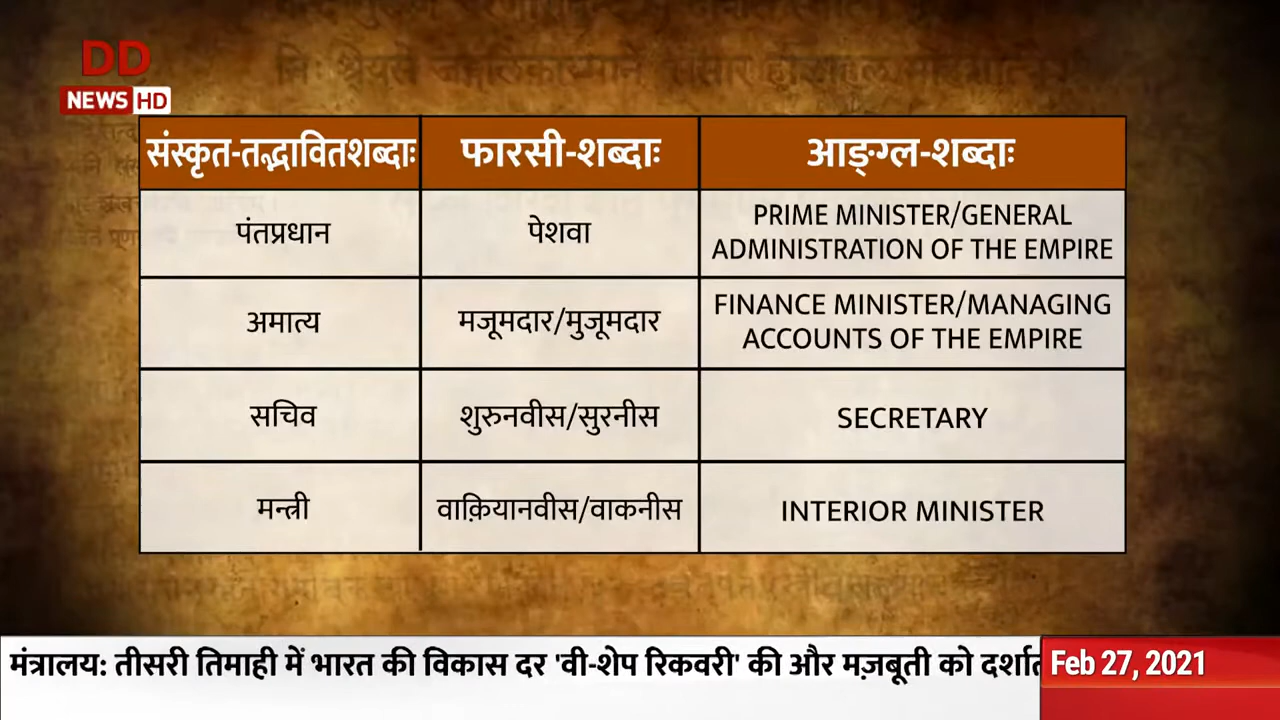 DD
NEWS HD
संस्कृत-तद्भावितशब्दाः फारसी-शब्दाः आङ्ग्ल-शब्दाः
पंतप्रधान पेशवा PRIME MINISTER/GENERAL
ADMINISTRATION OF THE EMPIRE
अमात्य मजूमदार/मुजूमदार FINANCE MINISTER/MANAGING
ACCOUNTS OF THE EMPIRE
सचिव शुरुनवीस/सुरनीस SECRETARY
मन्त्री वाक़ियानवीस/वाकनीस INTERIOR MINISTER
मंत्रालय: तीसरी तिमाही में भारत की विकास दर 'वी-शेप रिकवरी' की और मज़बूती को Feb 27, 2021